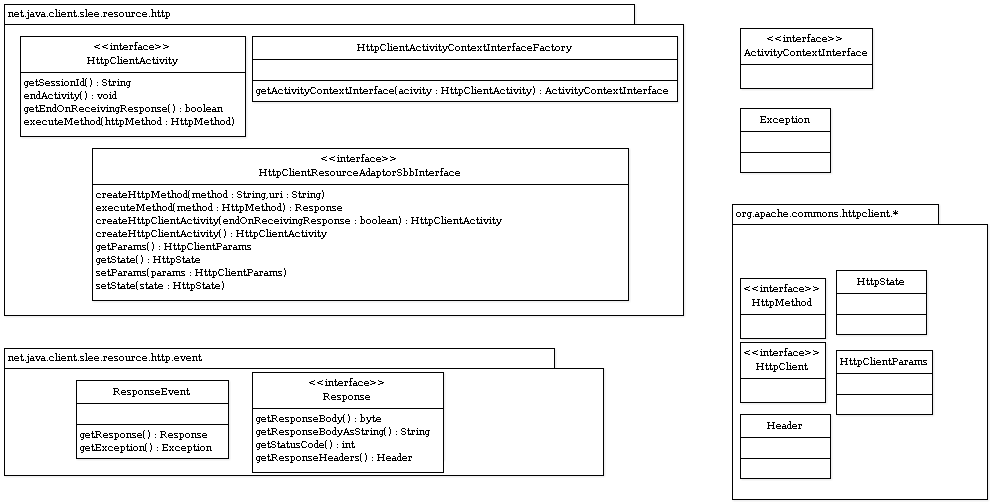 net.java.client.slee.resource.http
<<interface>>
HttpClientActivity
getSessionId() : String
endActivity() : void
getEndOnReceivingResponse() : boolean
executeMethod(httpMethod : HttpMethod)
HttpClientActivityContextInterfaceFactory
getActivityContextInterface(acivity : HttpClientActivity) : ActivityContextInterface
<<interface>>
HttpClientResourceAdaptorSbbInterface
createHttpMethod(method : String,uri : String)
executeMethod(method : HttpMethod) : Response
createHttpClientActivity(endOnReceivingResponse : boolean) : HttpClientActivity
createHttpClientActivity() : HttpClientActivity
getParams() : HttpClientParams
getState() : HttpState
setParams(params : HttpClientParams)
setState(state : HttpState)
<<interface>>
ActivityContextInterface
Exception
net.java.client.slee.resource.http.event
ResponseEvent
getResponse() : Response
getException() : Exception
<<interface>>
Response
getResponseBody() : byte
getResponseBodyAsString() : String
getStatusCode() : int
getResponseHeaders() : Header
org.apache.commons.httpclient.*
<<interface>>
HttpMethod
HttpState
<<interface>>
HttpClient
HttpClientParams
Header